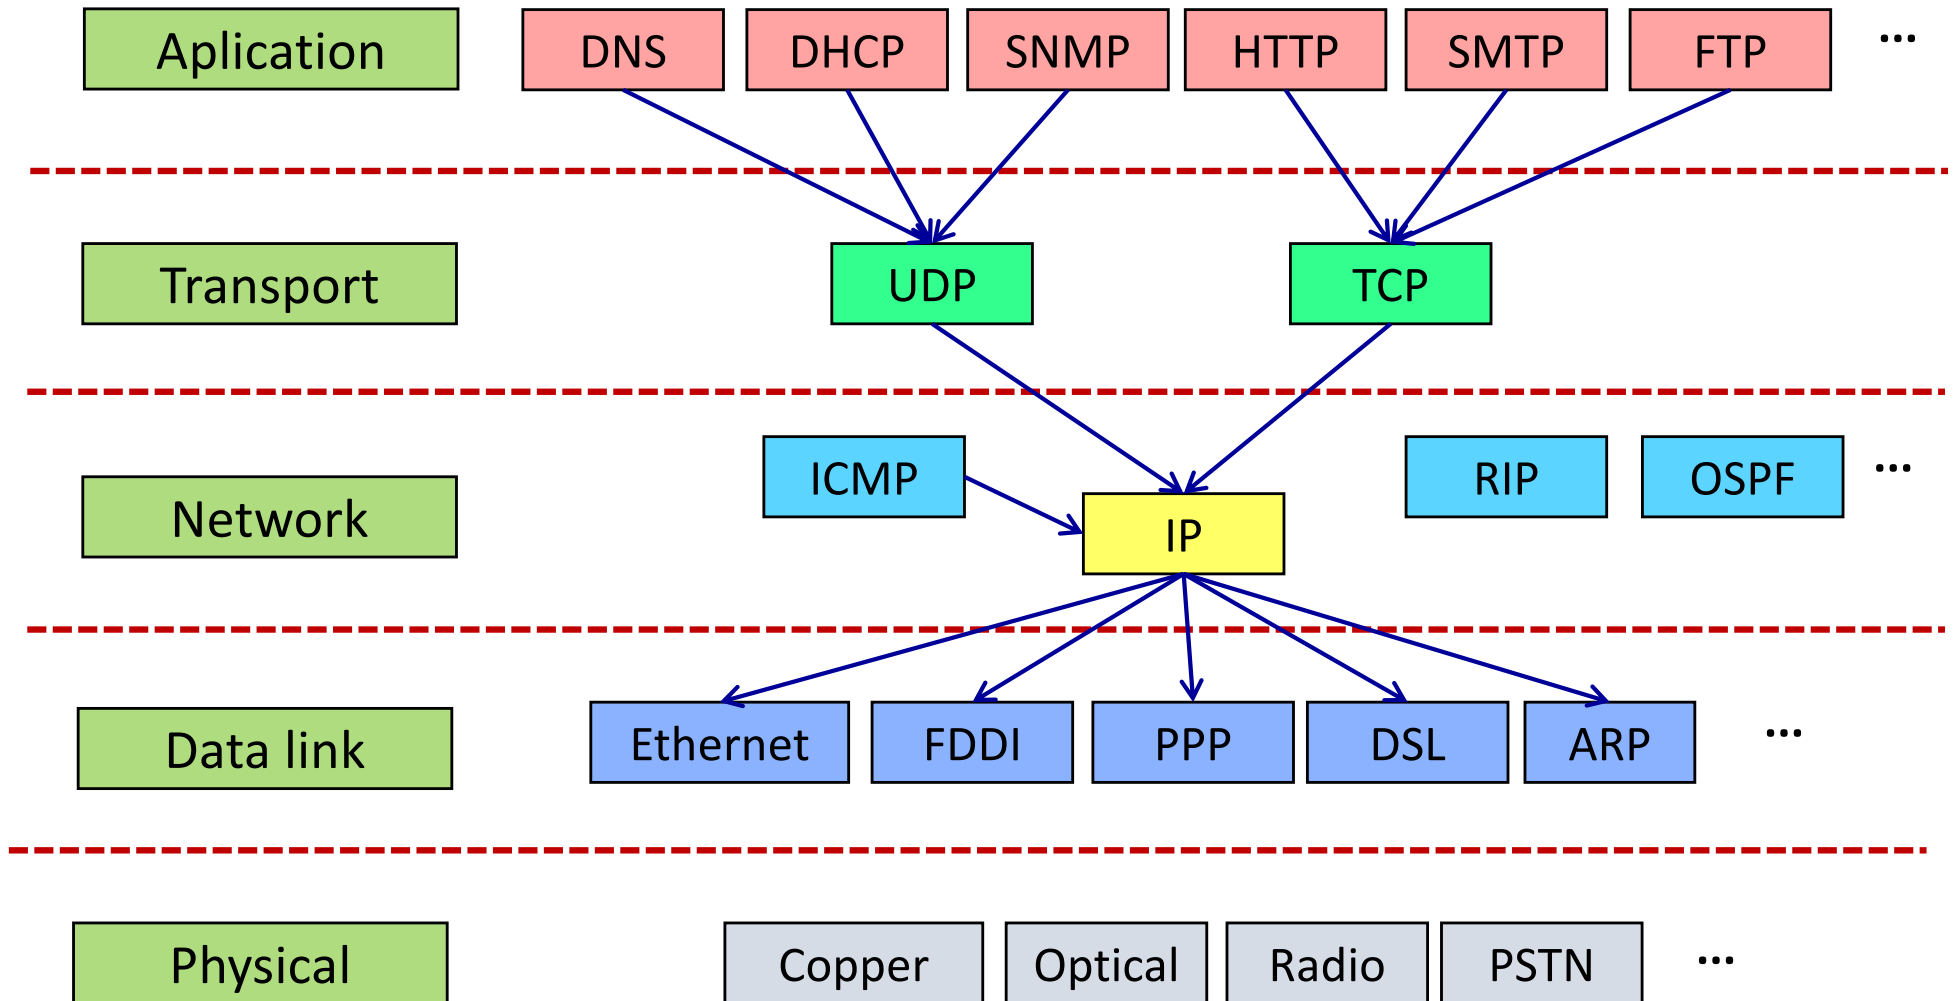 Aplication
DNS
DHCP
SNMP
HTTP
SMTP
FTP
...
Transport
UDP
TCP
Network
ICMP
IP
RIP
OSPF
...
Data link
Ethernet
FDDI
PPP
DSL
ARP
...
Physical
Copper
Optical
Radio
PSTN
...